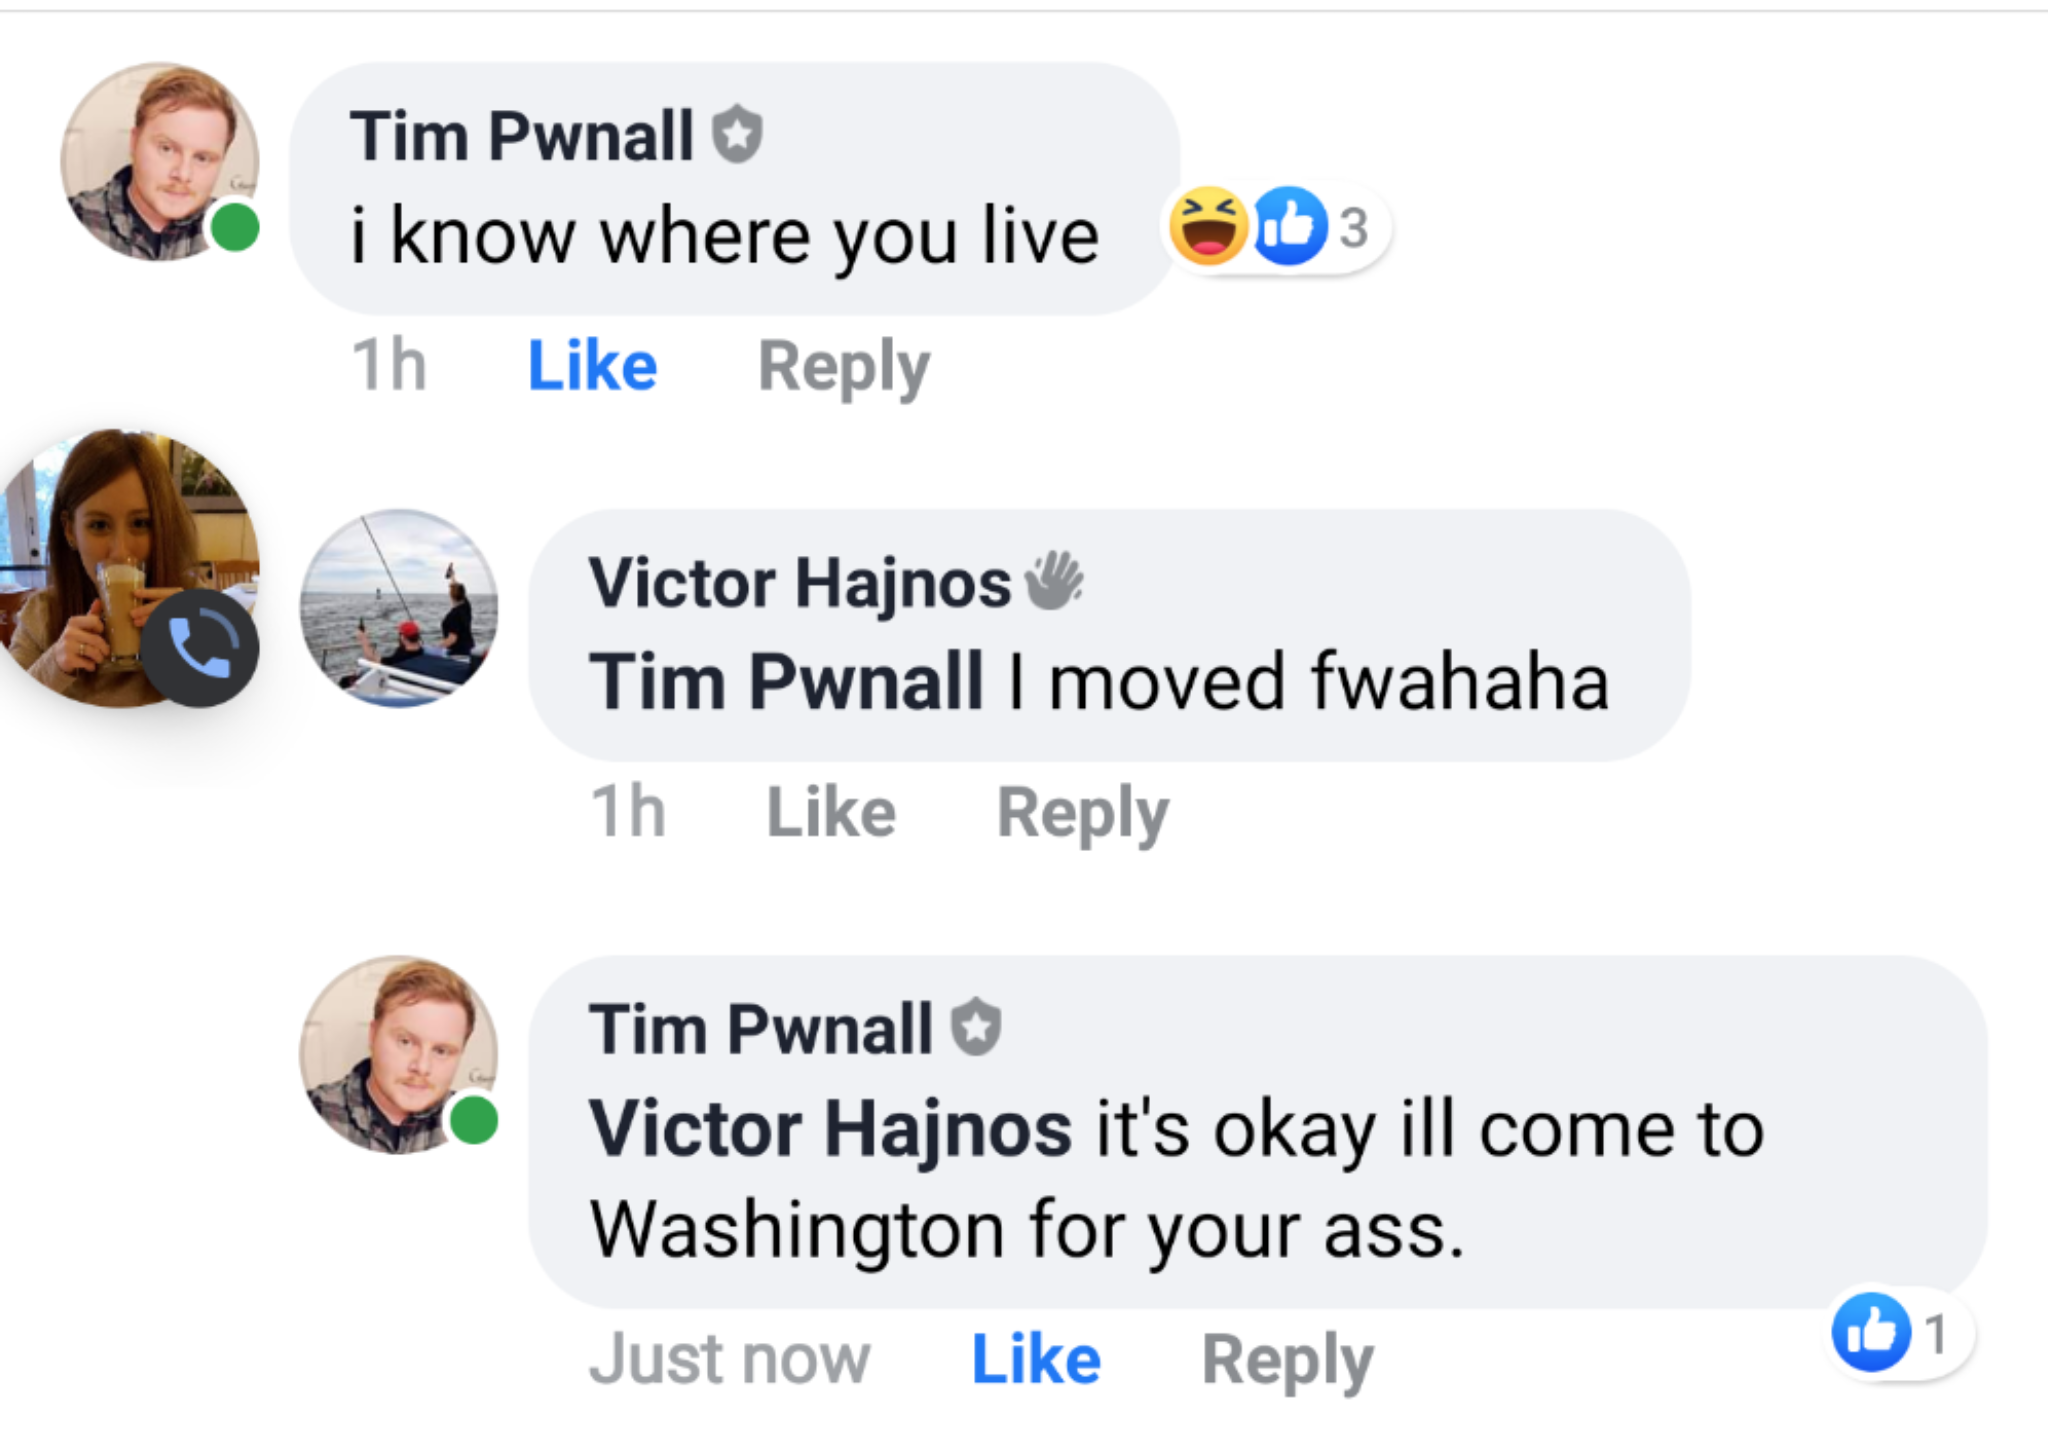 Tim Pwnall
i know where you live
3
1h Like Reply
Victor Hajnos
Tim Pwnall I moved fwahaha
1h Like Reply
Tim Pwnall
Victor Hajnos it's okay ill come to
Washington for your ass.
1
Just now Like Reply